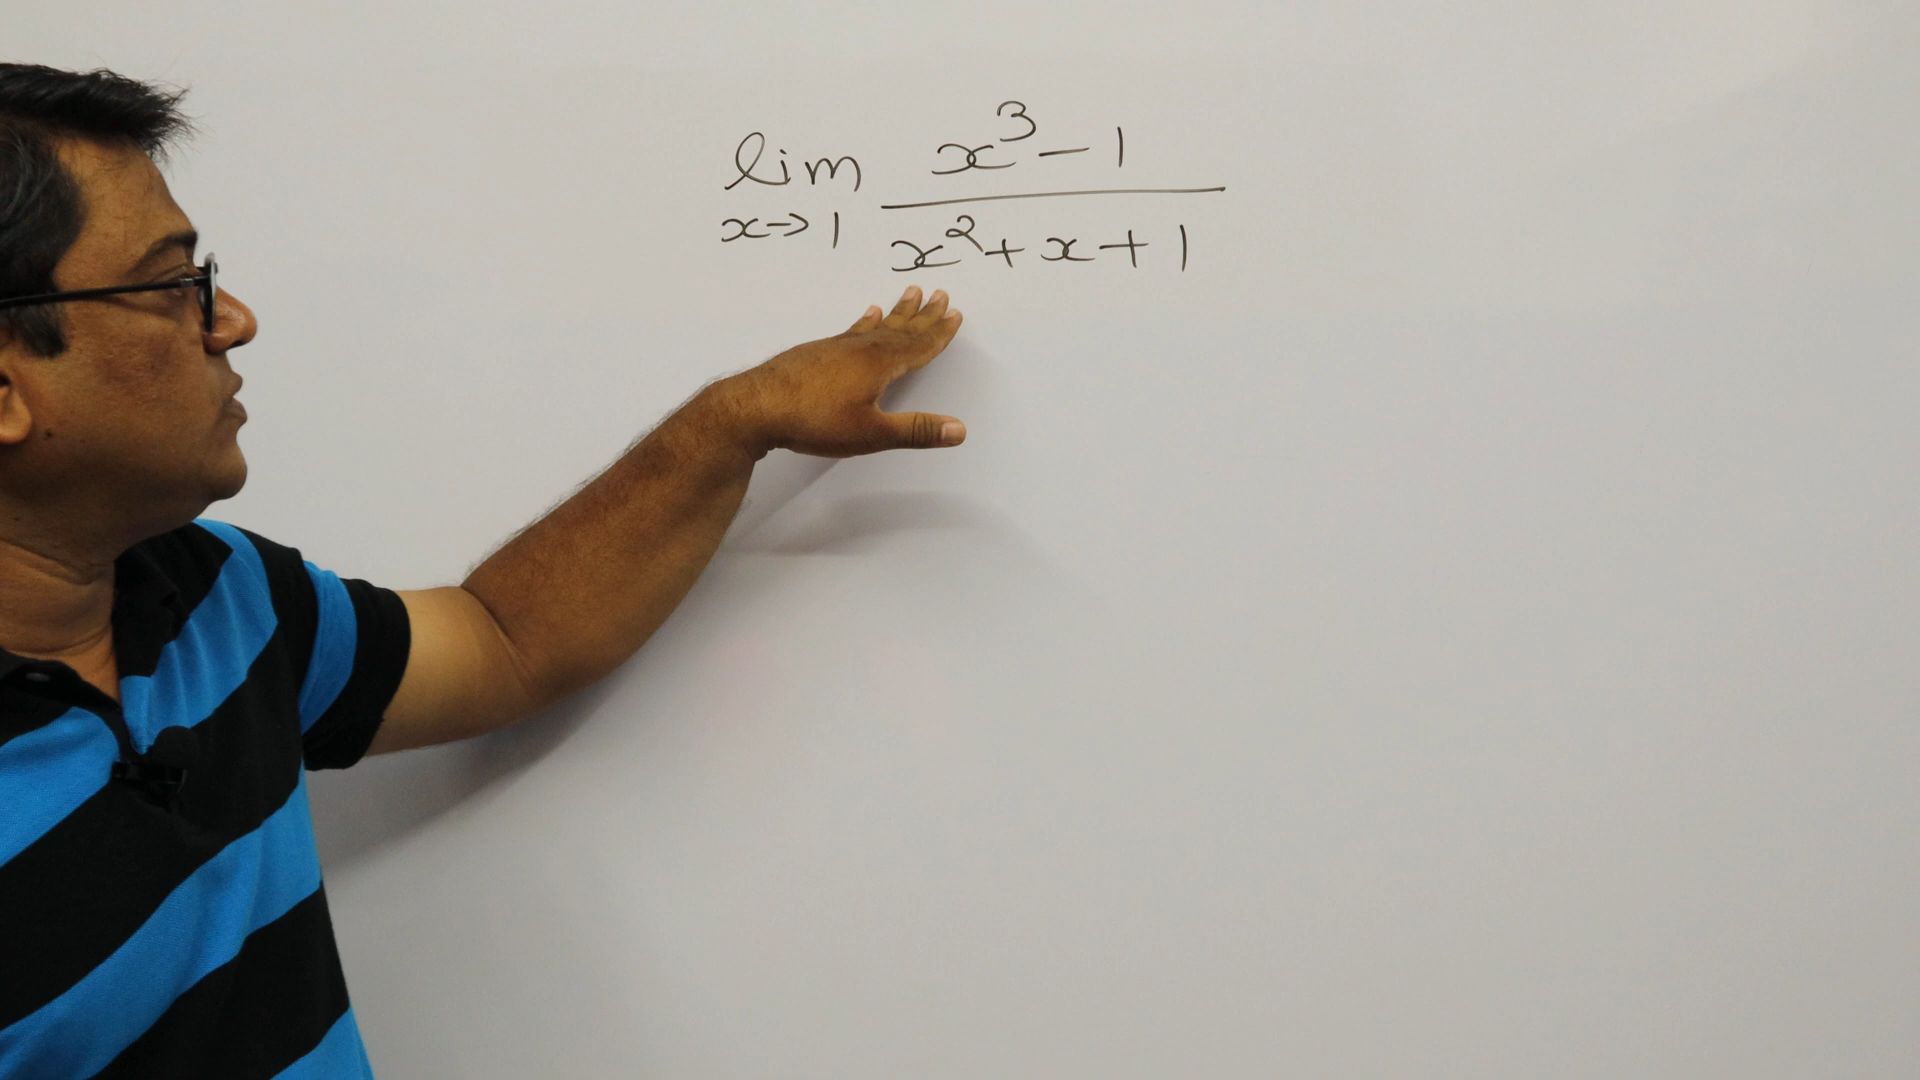 lim x³ - 1
x→1 x² + x + 1